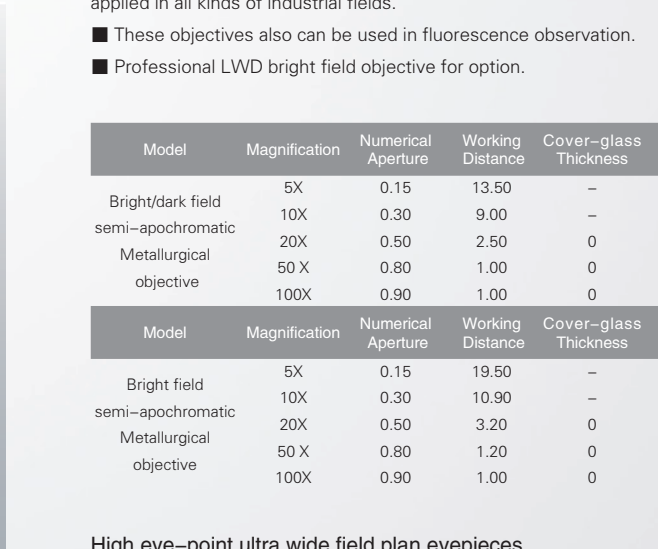 applied in all kinds of industrial fields.
■ These objectives also can be used in fluorescence observation.
■ Professional LWD bright field objective for option.
Model Magnification Numerical Aperture Working Distance Cover–glass Thickness
Bright/dark field semi–apochromatic Metallurgical objective
5X 0.15 13.50 –
10X 0.30 9.00 –
20X 0.50 2.50 0
50 X 0.80 1.00 0
100X 0.90 1.00 0
Model Magnification Numerical Aperture Working Distance Cover–glass Thickness
Bright field semi–apochromatic Metallurgical objective
5X 0.15 19.50 –
10X 0.30 10.90 –
20X 0.50 3.20 0
50 X 0.80 1.20 0
100X 0.90 1.00 0
High eye–point ultra wide field plan eyepieces